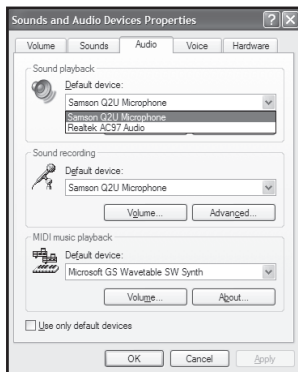 Sounds and Audio Devices Properties
Volume Sounds Audio Voice Hardware
Sound playback
Default device:
Samson Q2U Microphone
Samson Q2U Microphone
Realtek AC97 Audio
Sound recording
Default device:
Samson Q2U Microphone
Volume... Advanced...
MIDI music playback
Default device:
Microsoft GS Wavetable SW Synth
Volume... About...
Use only default devices
OK Cancel Apply